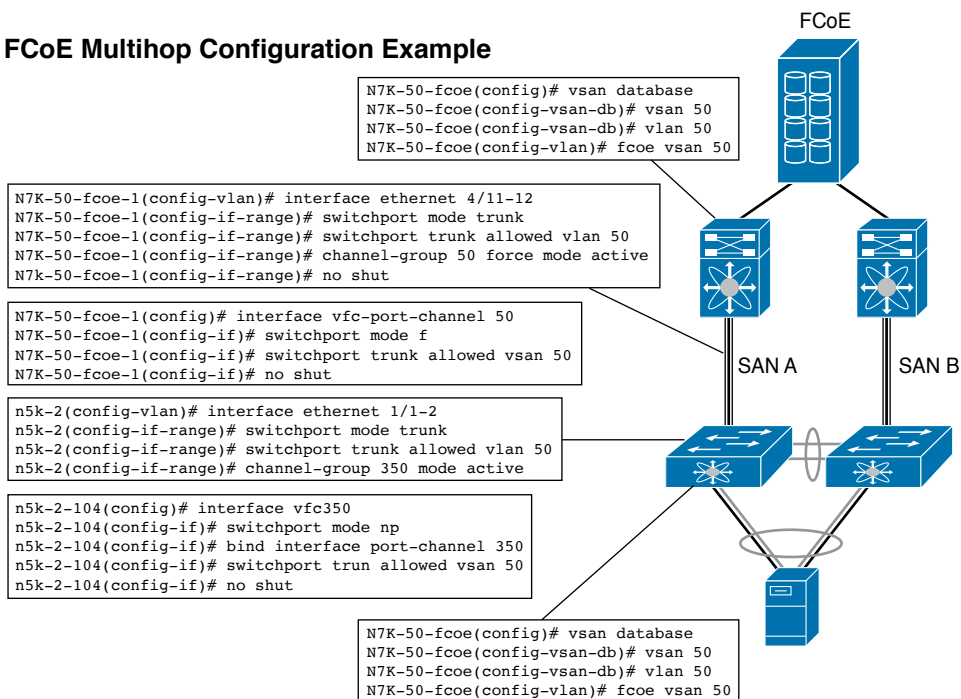 FCoE
FCoE Multihop Configuration Example
N7K-50-fcoe(config)# vsan database
N7K-50-fcoe(config-vsan-db)# vsan 50
N7K-50-fcoe(config-vsan-db)# vlan 50
N7K-50-fcoe(config-vlan)# fcoe vsan 50
N7K-50-fcoe-1(config-vlan)# interface ethernet 4/11-12
N7K-50-fcoe-1(config-if-range)# switchport mode trunk
N7K-50-fcoe-1(config-if-range)# switchport trunk allowed vlan 50
N7K-50-fcoe-1(config-if-range)# channel-group 50 force mode active
N7k-50-fcoe-1(config-if-range)# no shut
N7K-50-fcoe-1(config)# interface vfc-port-channel 50
N7K-50-fcoe-1(config-if)# switchport mode f
N7K-50-fcoe-1(config-if)# switchport trunk allowed vsan 50
N7K-50-fcoe-1(config-if)# no shut
SAN A
SAN B
n5k-2(config-vlan)# interface ethernet 1/1-2
n5k-2(config-if-range)# switchport mode trunk
n5k-2(config-if-range)# switchport trunk allowed vlan 50
n5k-2(config-if-range)# channel-group 350 mode active
n5k-2-104(config)# interface vfc350
n5k-2-104(config-if)# switchport mode np
n5k-2-104(config-if)# bind interface port-channel 350
n5k-2-104(config-if)# switchport trun allowed vsan 50
n5k-2-104(config-if)# no shut
N7K-50-fcoe(config)# vsan database
N7K-50-fcoe(config-vsan-db)# vsan 50
N7K-50-fcoe(config-vsan-db)# vlan 50
N7K-50-fcoe(config-vlan)# fcoe vsan 50